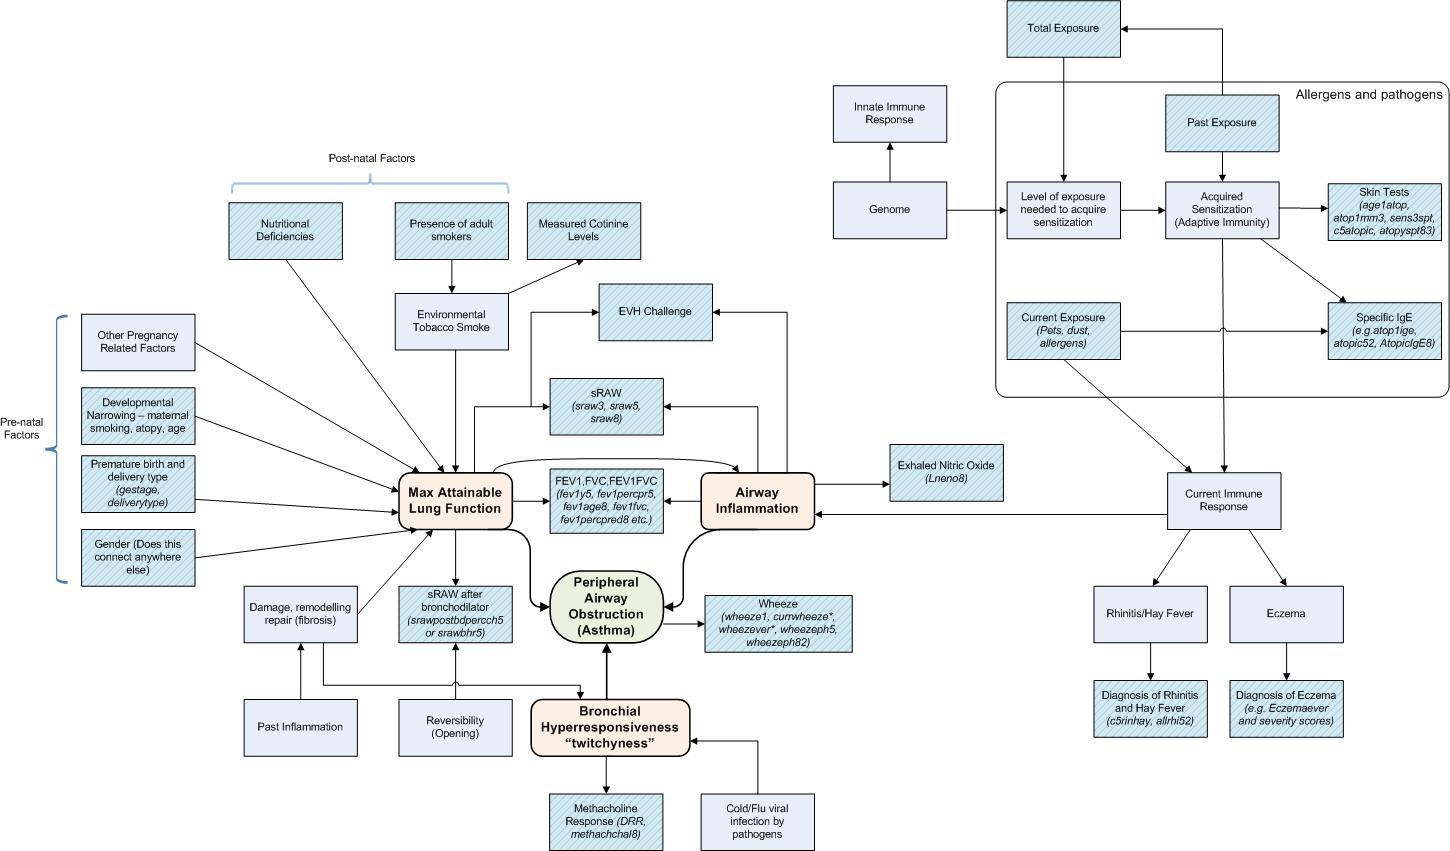 Total Exposure
Allergens and pathogens
Innate Immune
Response
Past Exposure
Post-natal Factors
Genome
Level of exposure
needed to acquire
sensitization
Acquired
Sensitization
(Adaptive Immunity)
Skin Tests
(age1atop,
atop1mm3, sens3spt,
c5atopic, atopyspt83)
Nutritional
Deficiencies
Presence of adult
smokers
Measured Cotinine
Levels
Environmental
Tobacco Smoke
EVH Challenge
Current Exposure
(Pets, dust,
allergens)
Specific IgE
(e.g.atop1ige,
atopic52, AtopicIgE8)
Other Pregnancy
Related Factors
Pre-natal
Factors
Developmental
Narrowing – maternal
smoking, atopy, age
sRAW
(sraw3, sraw5,
sraw8)
Premature birth and
delivery type
(gestage,
deliverytype)
Max Attainable
Lung Function
FEV1,FVC,FEV1FVC
(fev1y5, fev1percpr5,
fev1age8, fev1fvc,
fev1percpred8 etc.)
Airway
Inflammation
Exhaled Nitric Oxide
(Lneno8)
Current Immune
Response
Gender (Does this
connect anywhere
else)
Damage, remodelling
repair (fibrosis)
sRAW after
bronchodilator
(srawpostbdpercch5
or srawbhr5)
Peripheral
Airway
Obstruction
(Asthma)
Wheeze
(wheeze1, currwheeze*,
wheezever*, wheezeph5,
wheezeph82)
Rhinitis/Hay Fever
Eczema
Past Inflammation
Reversibility
(Opening)
Bronchial
Hyperresponsiveness
“twitchyness”
Diagnosis of Rhinitis
and Hay Fever
(c5rinhay, allrhi52)
Diagnosis of Eczema
(e.g. Eczemaever
and severity scores)
Methacholine
Response (DRR,
methachchal8)
Cold/Flu viral
infection by
pathogens